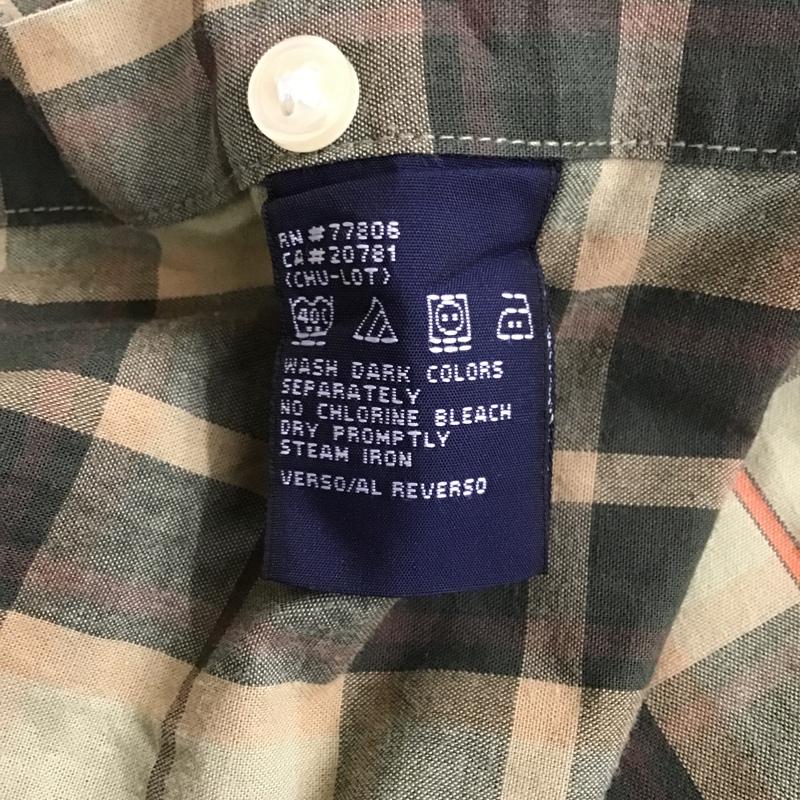 RN#77806
CA#20781
(CHU-LOT)
40C
WASH DARK COLORS
SEPARATELY
NO CHLORINE BLEACH
DRY PROMPTLY
STEAM IRON
VERSO/AL REVERSO